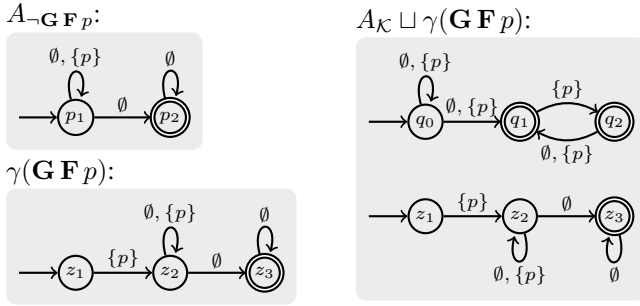 A¬G F p:
∅, {p}
∅
p1
∅
p2
γ(G F p):
∅, {p}
∅
z1
{p}
z2
∅
z3
A𝒦 ⊔ γ(G F p):
∅, {p}
{p}
q0
∅, {p}
q1
q2
∅, {p}
z1
{p}
z2
∅
z3
∅, {p}
∅